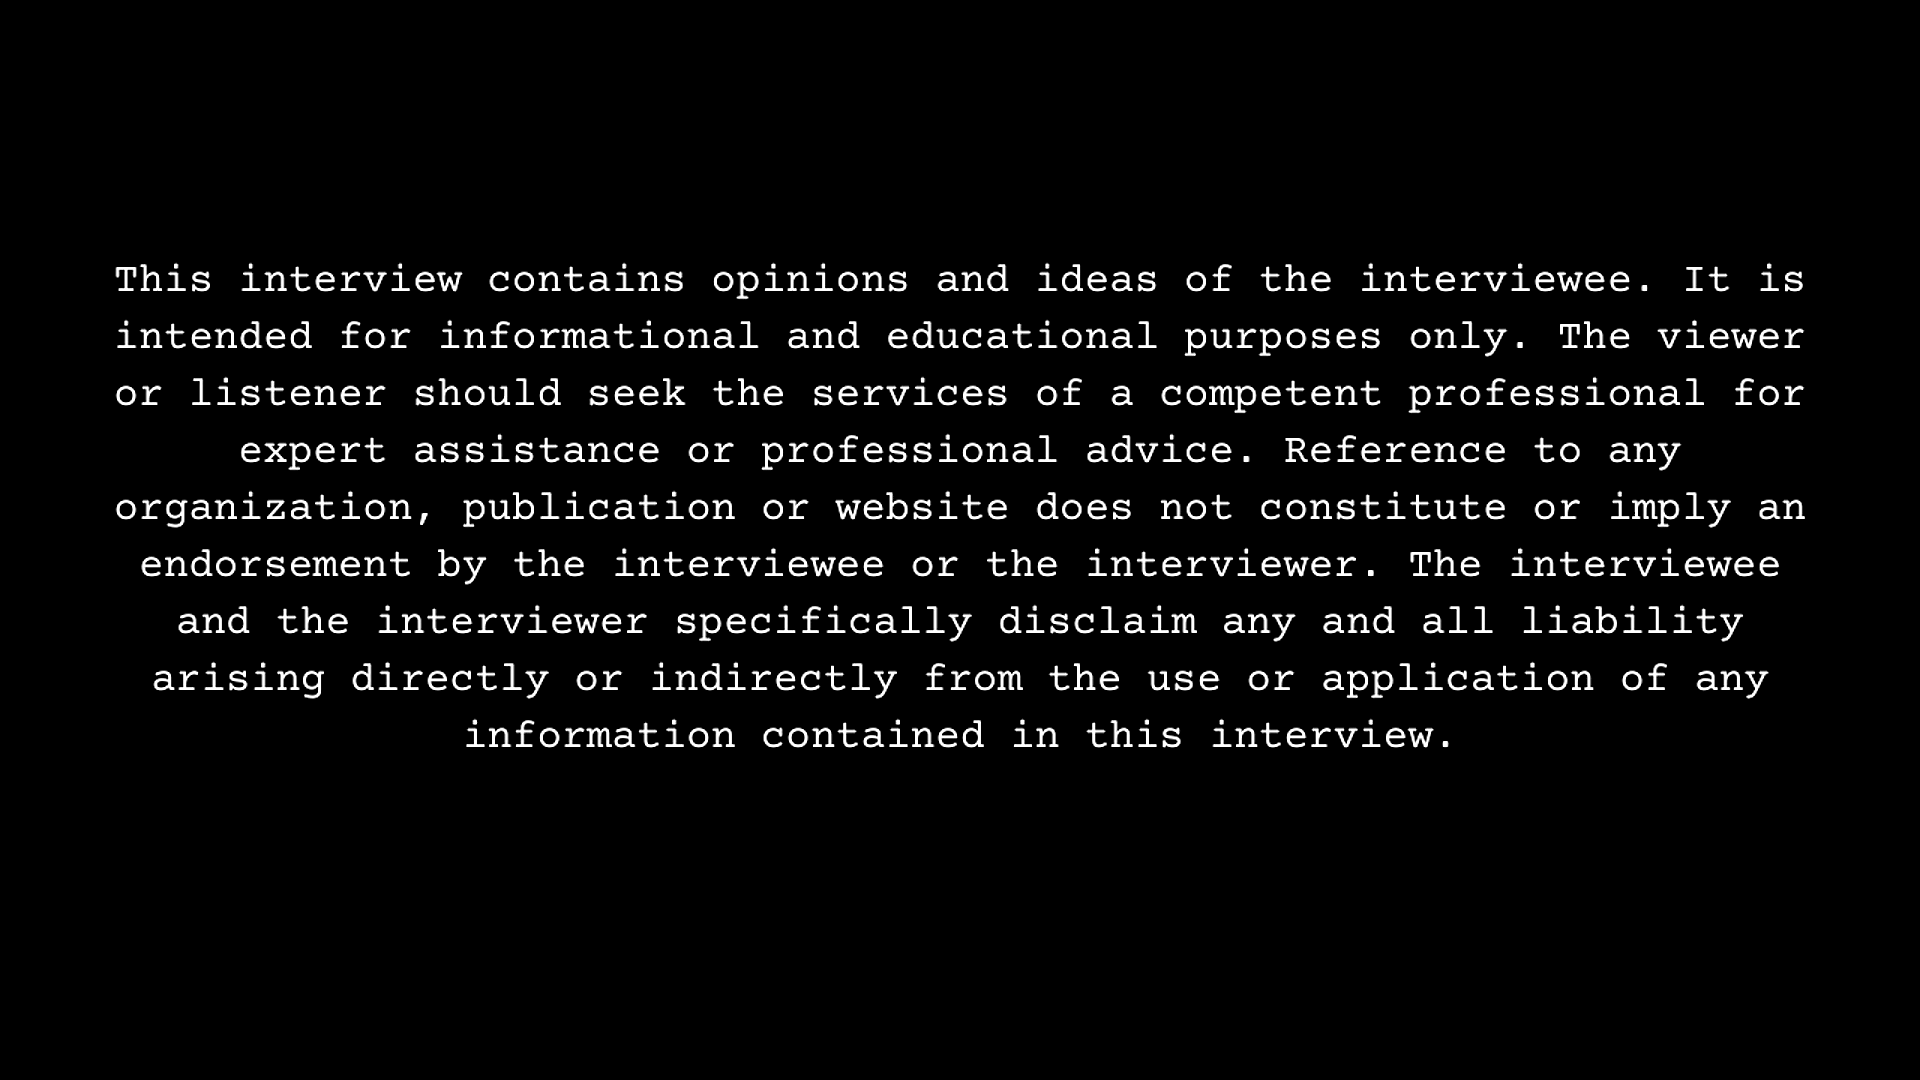 This interview contains opinions and ideas of the interviewee. It is
intended for informational and educational purposes only. The viewer
or listener should seek the services of a competent professional for
expert assistance or professional advice. Reference to any
organization, publication or website does not constitute or imply an
endorsement by the interviewee or the interviewer. The interviewee
and the interviewer specifically disclaim any and all liability
arising directly or indirectly from the use or application of any
information contained in this interview.